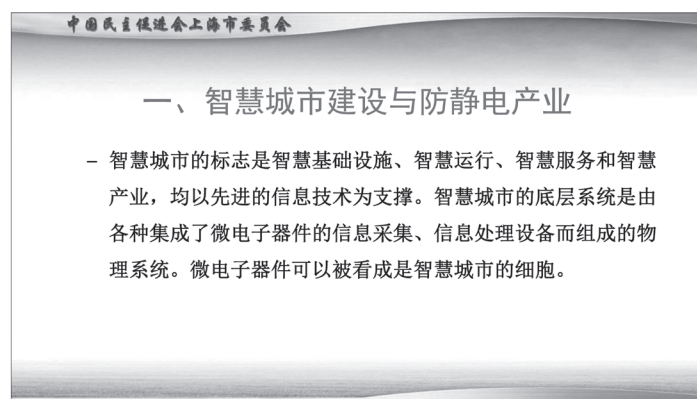 中国民主促进会上海市委员会
一、智慧城市建设与防静电产业
– 智慧城市的标志是智慧基础设施、智慧运行、智慧服务和智慧
产业，均以先进的信息技术为支撑。智慧城市的底层系统是由
各种集成了微电子器件的信息采集、信息处理设备而组成的物
理系统。微电子器件可以被看成是智慧城市的细胞。